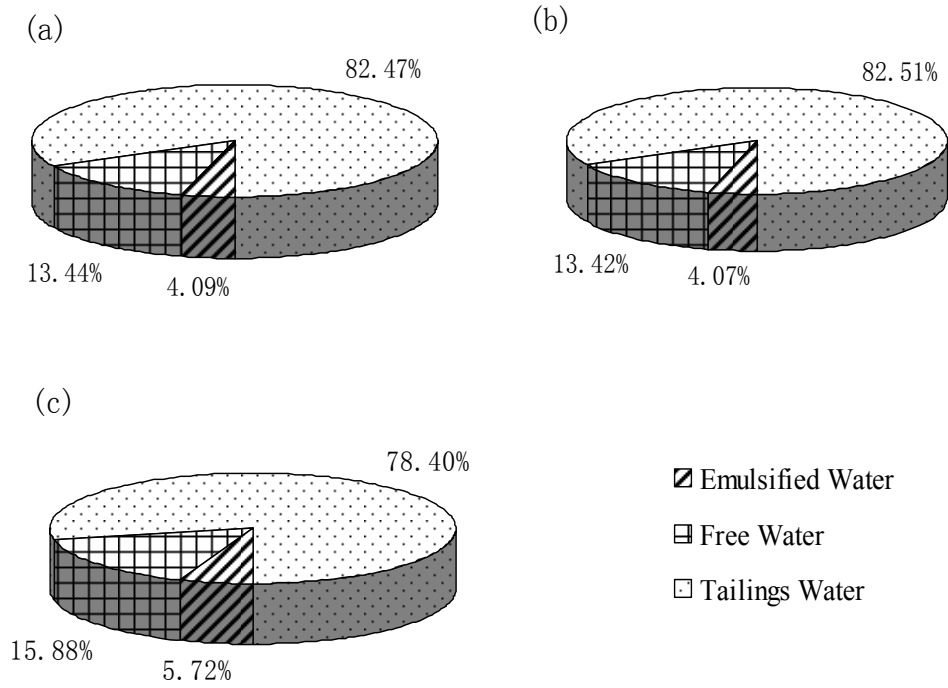 (a)
82.47%
13.44%
4.09%
(b)
82.51%
13.42%
4.07%
(c)
78.40%
15.88%
5.72%
Emulsified Water
Free Water
Tailings Water